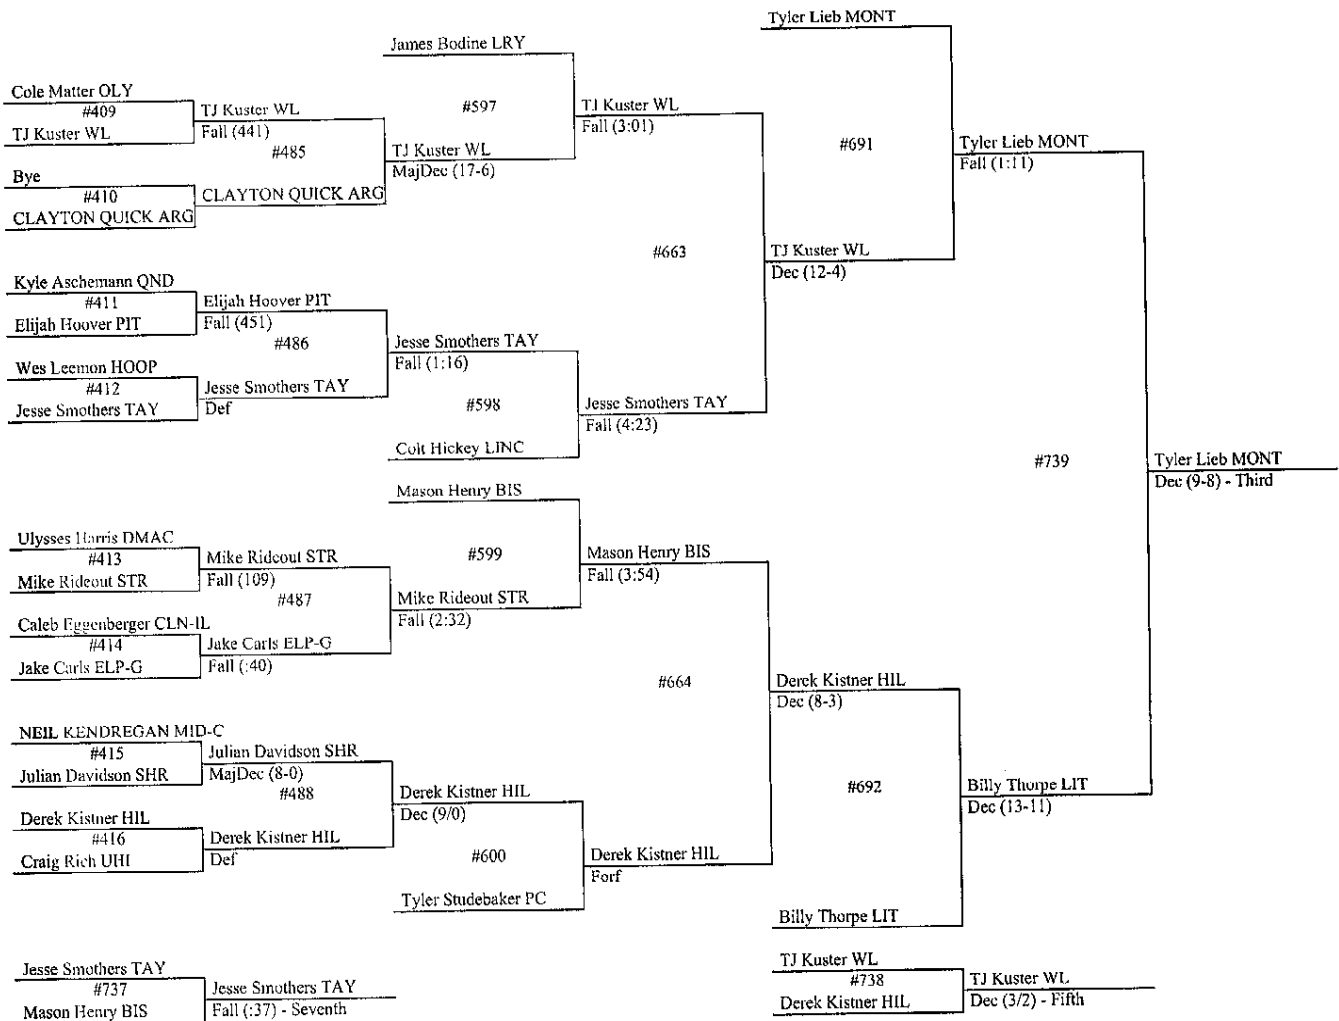 Tyler Lieb MONT
James Bodine LRY
Cole Matter OLY
#409
TJ Kuster WL
TJ Kuster WL
Fall (441)
#485
Bye
#410
CLAYTON QUICK ARG
CLAYTON QUICK ARG
#597
TJ Kuster WL
MajDec (17-6)
TJ Kuster WL
Fall (3:01)
#691
Tyler Lieb MONT
Fall (1:11)
#663
TJ Kuster WL
Dec (12-4)
Kyle Aschemann QND
#411
Elijah Hoover PIT
Elijah Hoover PIT
Fall (451)
#486
Wes Leemon HOOP
#412
Jesse Smothers TAY
Jesse Smothers TAY
Def
Jesse Smothers TAY
Fall (1:16)
#598
Colt Hickey LINC
Jesse Smothers TAY
Fall (4:23)
#739
Tyler Lieb MONT
Dec (9-8) - Third
Mason Henry BIS
Ulysses Harris DMAC
#413
Mike Rideout STR
Mike Rideout STR
Fall (109)
#487
Caleb Eggenberger CLN-IL
#414
Jake Carls ELP-G
Jake Carls ELP-G
Fall (:40)
#599
Mike Rideout STR
Fall (2:32)
Mason Henry BIS
Fall (3:54)
#664
Derek Kistner HIL
Dec (8-3)
NEIL KENDREGAN MID-C
#415
Julian Davidson SHR
Julian Davidson SHR
MajDec (8-0)
#488
Derek Kistner HIL
#416
Craig Rich UHI
Derek Kistner HIL
Def
Derek Kistner HIL
Dec (9/0)
#600
Tyler Studebaker PC
Derek Kistner HIL
Forf
#692
Billy Thorpe LIT
Dec (13-11)
Billy Thorpe LIT
Jesse Smothers TAY
#737
Mason Henry BIS
Jesse Smothers TAY
Fall (:37) - Seventh
TJ Kuster WL
#738
Derek Kistner HIL
TJ Kuster WL
Dec (3/2) - Fifth